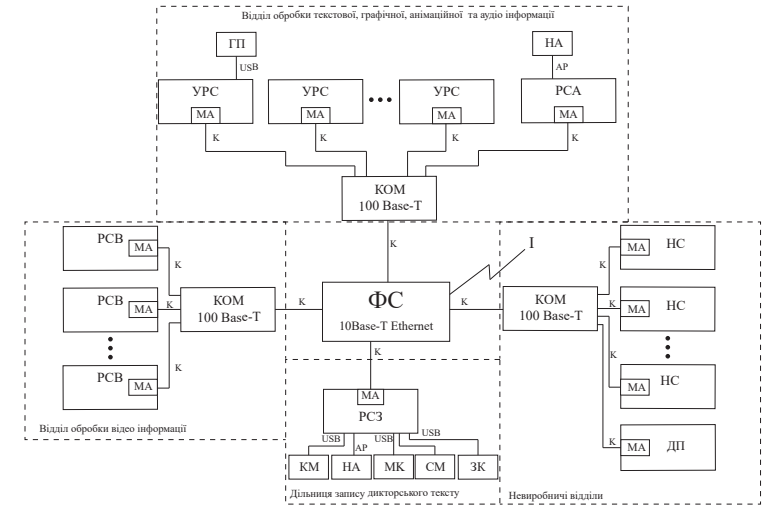 Відділ обробки текстової, графічної, анімаційної та аудіо інформації
ГП
НА
USB
AP
УРС
УРС
УРС
РСА
МА
МА
МА
МА
K
K
K
K
КОМ
100 Base-T
K
I
РСВ
МА
K
РСВ
МА
K
РСВ
МА
K
КОМ
100 Base-T
K
ФС
10Base-T Ethernet
K
КОМ
100 Base-T
МА
НС
K
МА
НС
K
МА
НС
K
МА
ДП
K
Відділ обробки відео інформації
K
МА
РСЗ
USB
AP
USB
USB
USB
КМ
НА
МК
СМ
ЗК
Дільниця запису дикторського тексту
Невиробничі відділи